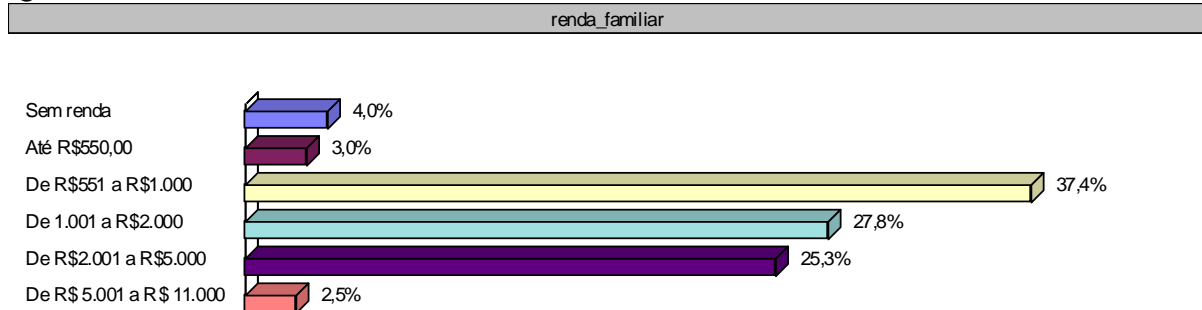 renda_familiar
Sem renda 4,0%
Até R$550,00 3,0%
De R$551 a R$1.000 37,4%
De 1.001 a R$2.000 27,8%
De R$2.001 a R$5.000 25,3%
De R$ 5.001 a R$ 11.000 2,5%